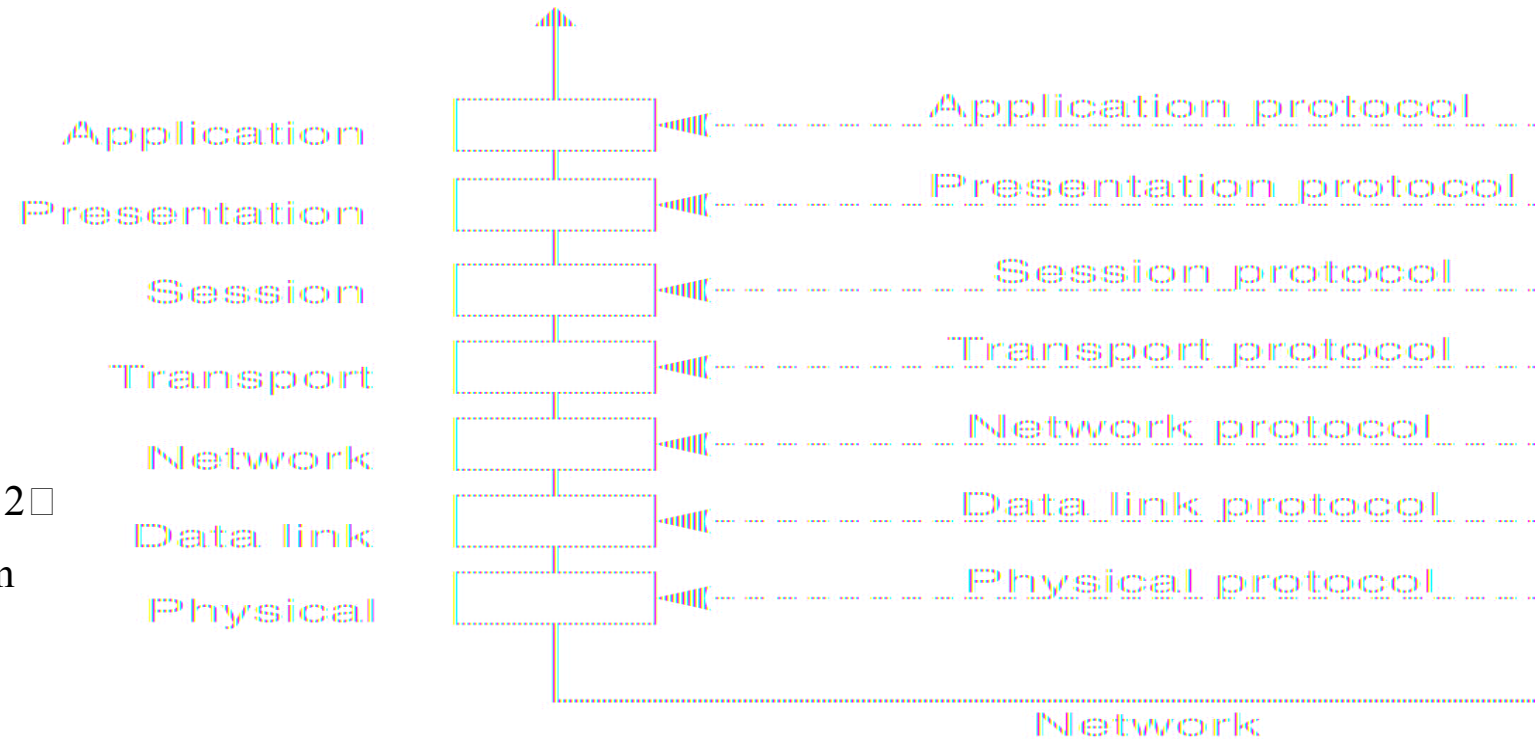 Application Application protocol
Presentation Presentation protocol
Session Session protocol
Transport Transport protocol
Network Network protocol
2
Data link Data link protocol
Physical Physical protocol
Network